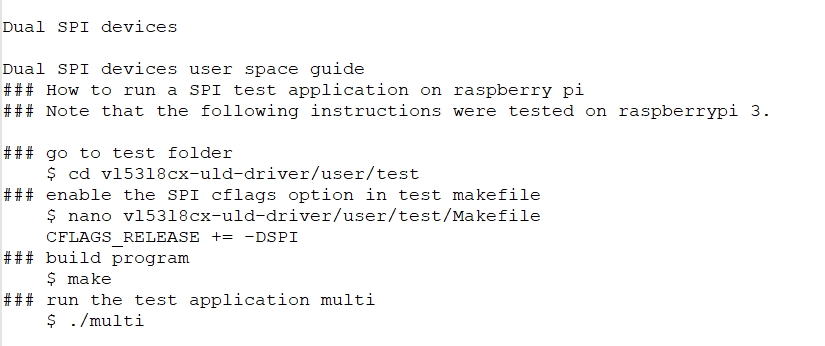 Dual SPI devices
Dual SPI devices user space guide
### How to run a SPI test application on raspberry pi
### Note that the following instructions were tested on raspberrypi 3.
### go to test folder
$ cd vl53l8cx-uld-driver/user/test
### enable the SPI cflags option in test makefile
$ nano vl53l8cx-uld-driver/user/test/Makefile
CFLAGS_RELEASE += -DSPI
### build program
$ make
### run the test application multi
$ ./multi